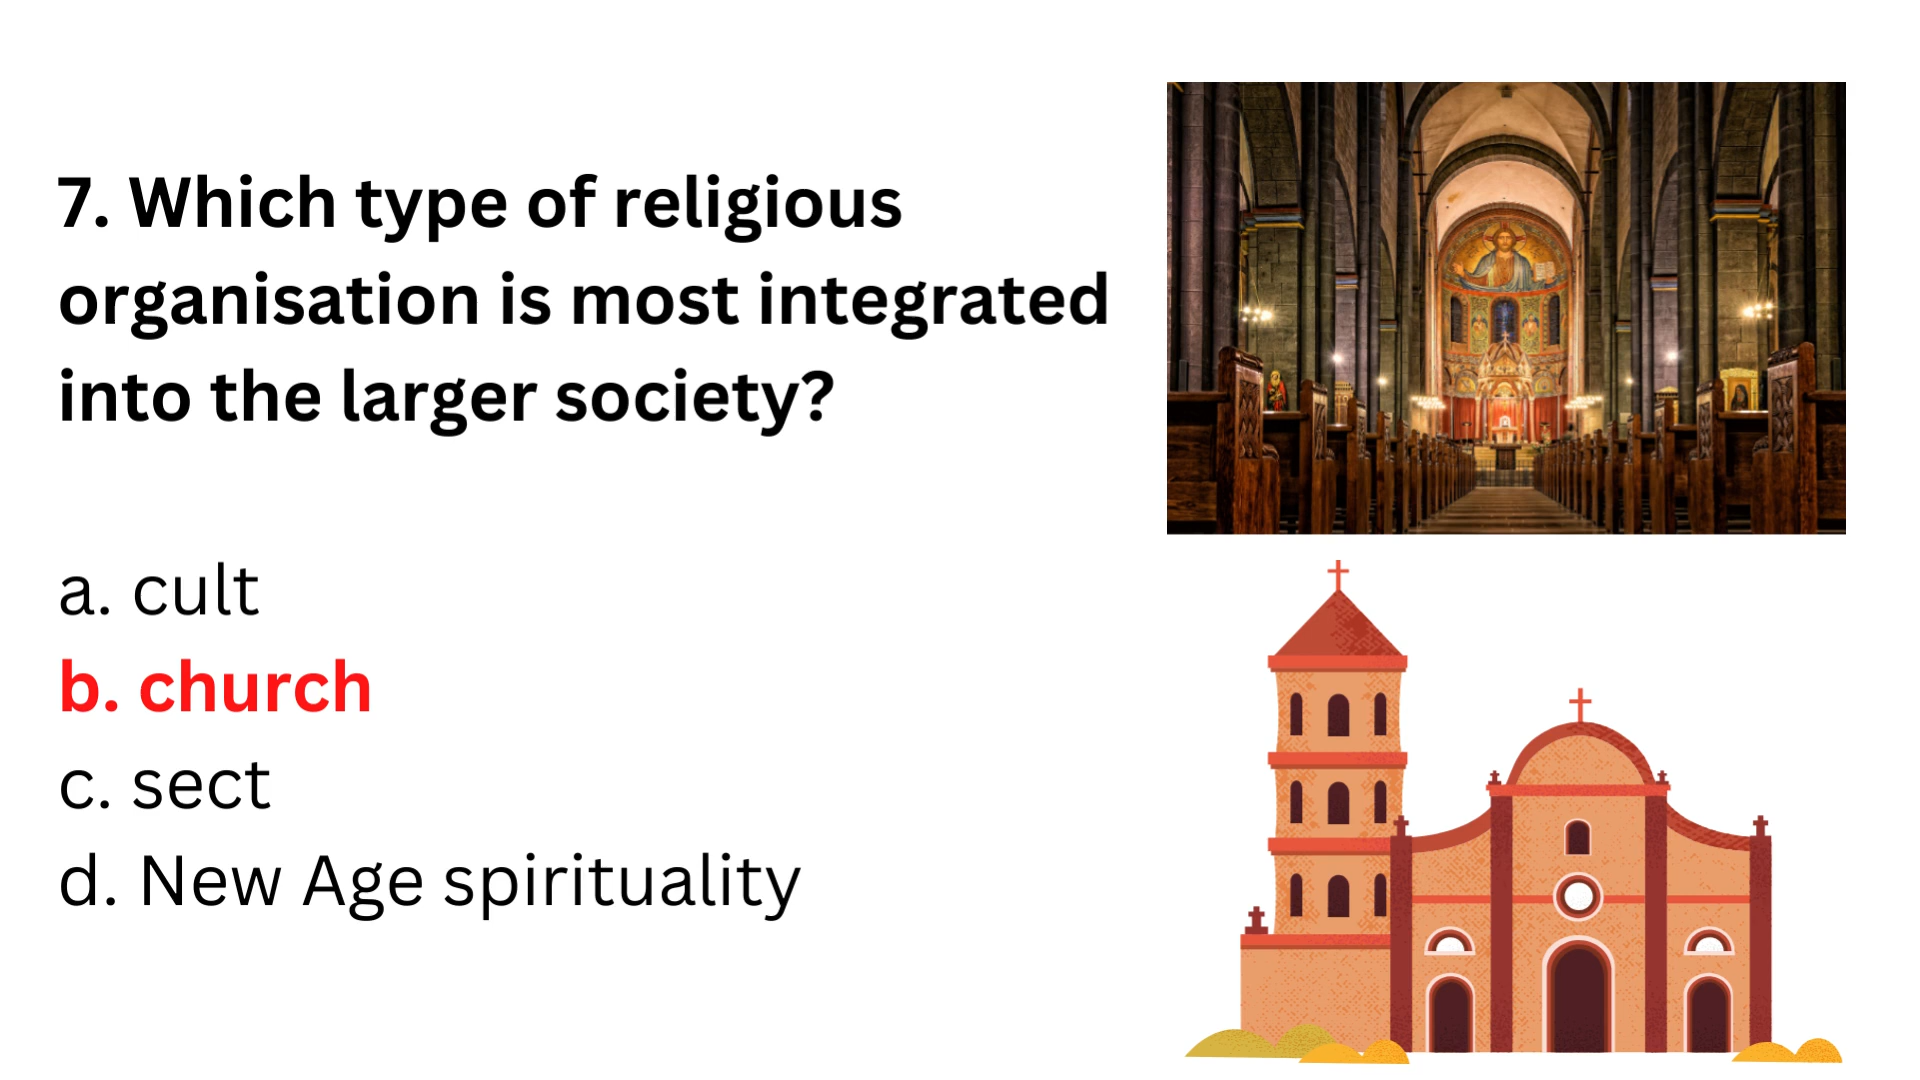 7. Which type of religious
organisation is most integrated
into the larger society?
a. cult
b. church
c. sect
d. New Age spirituality